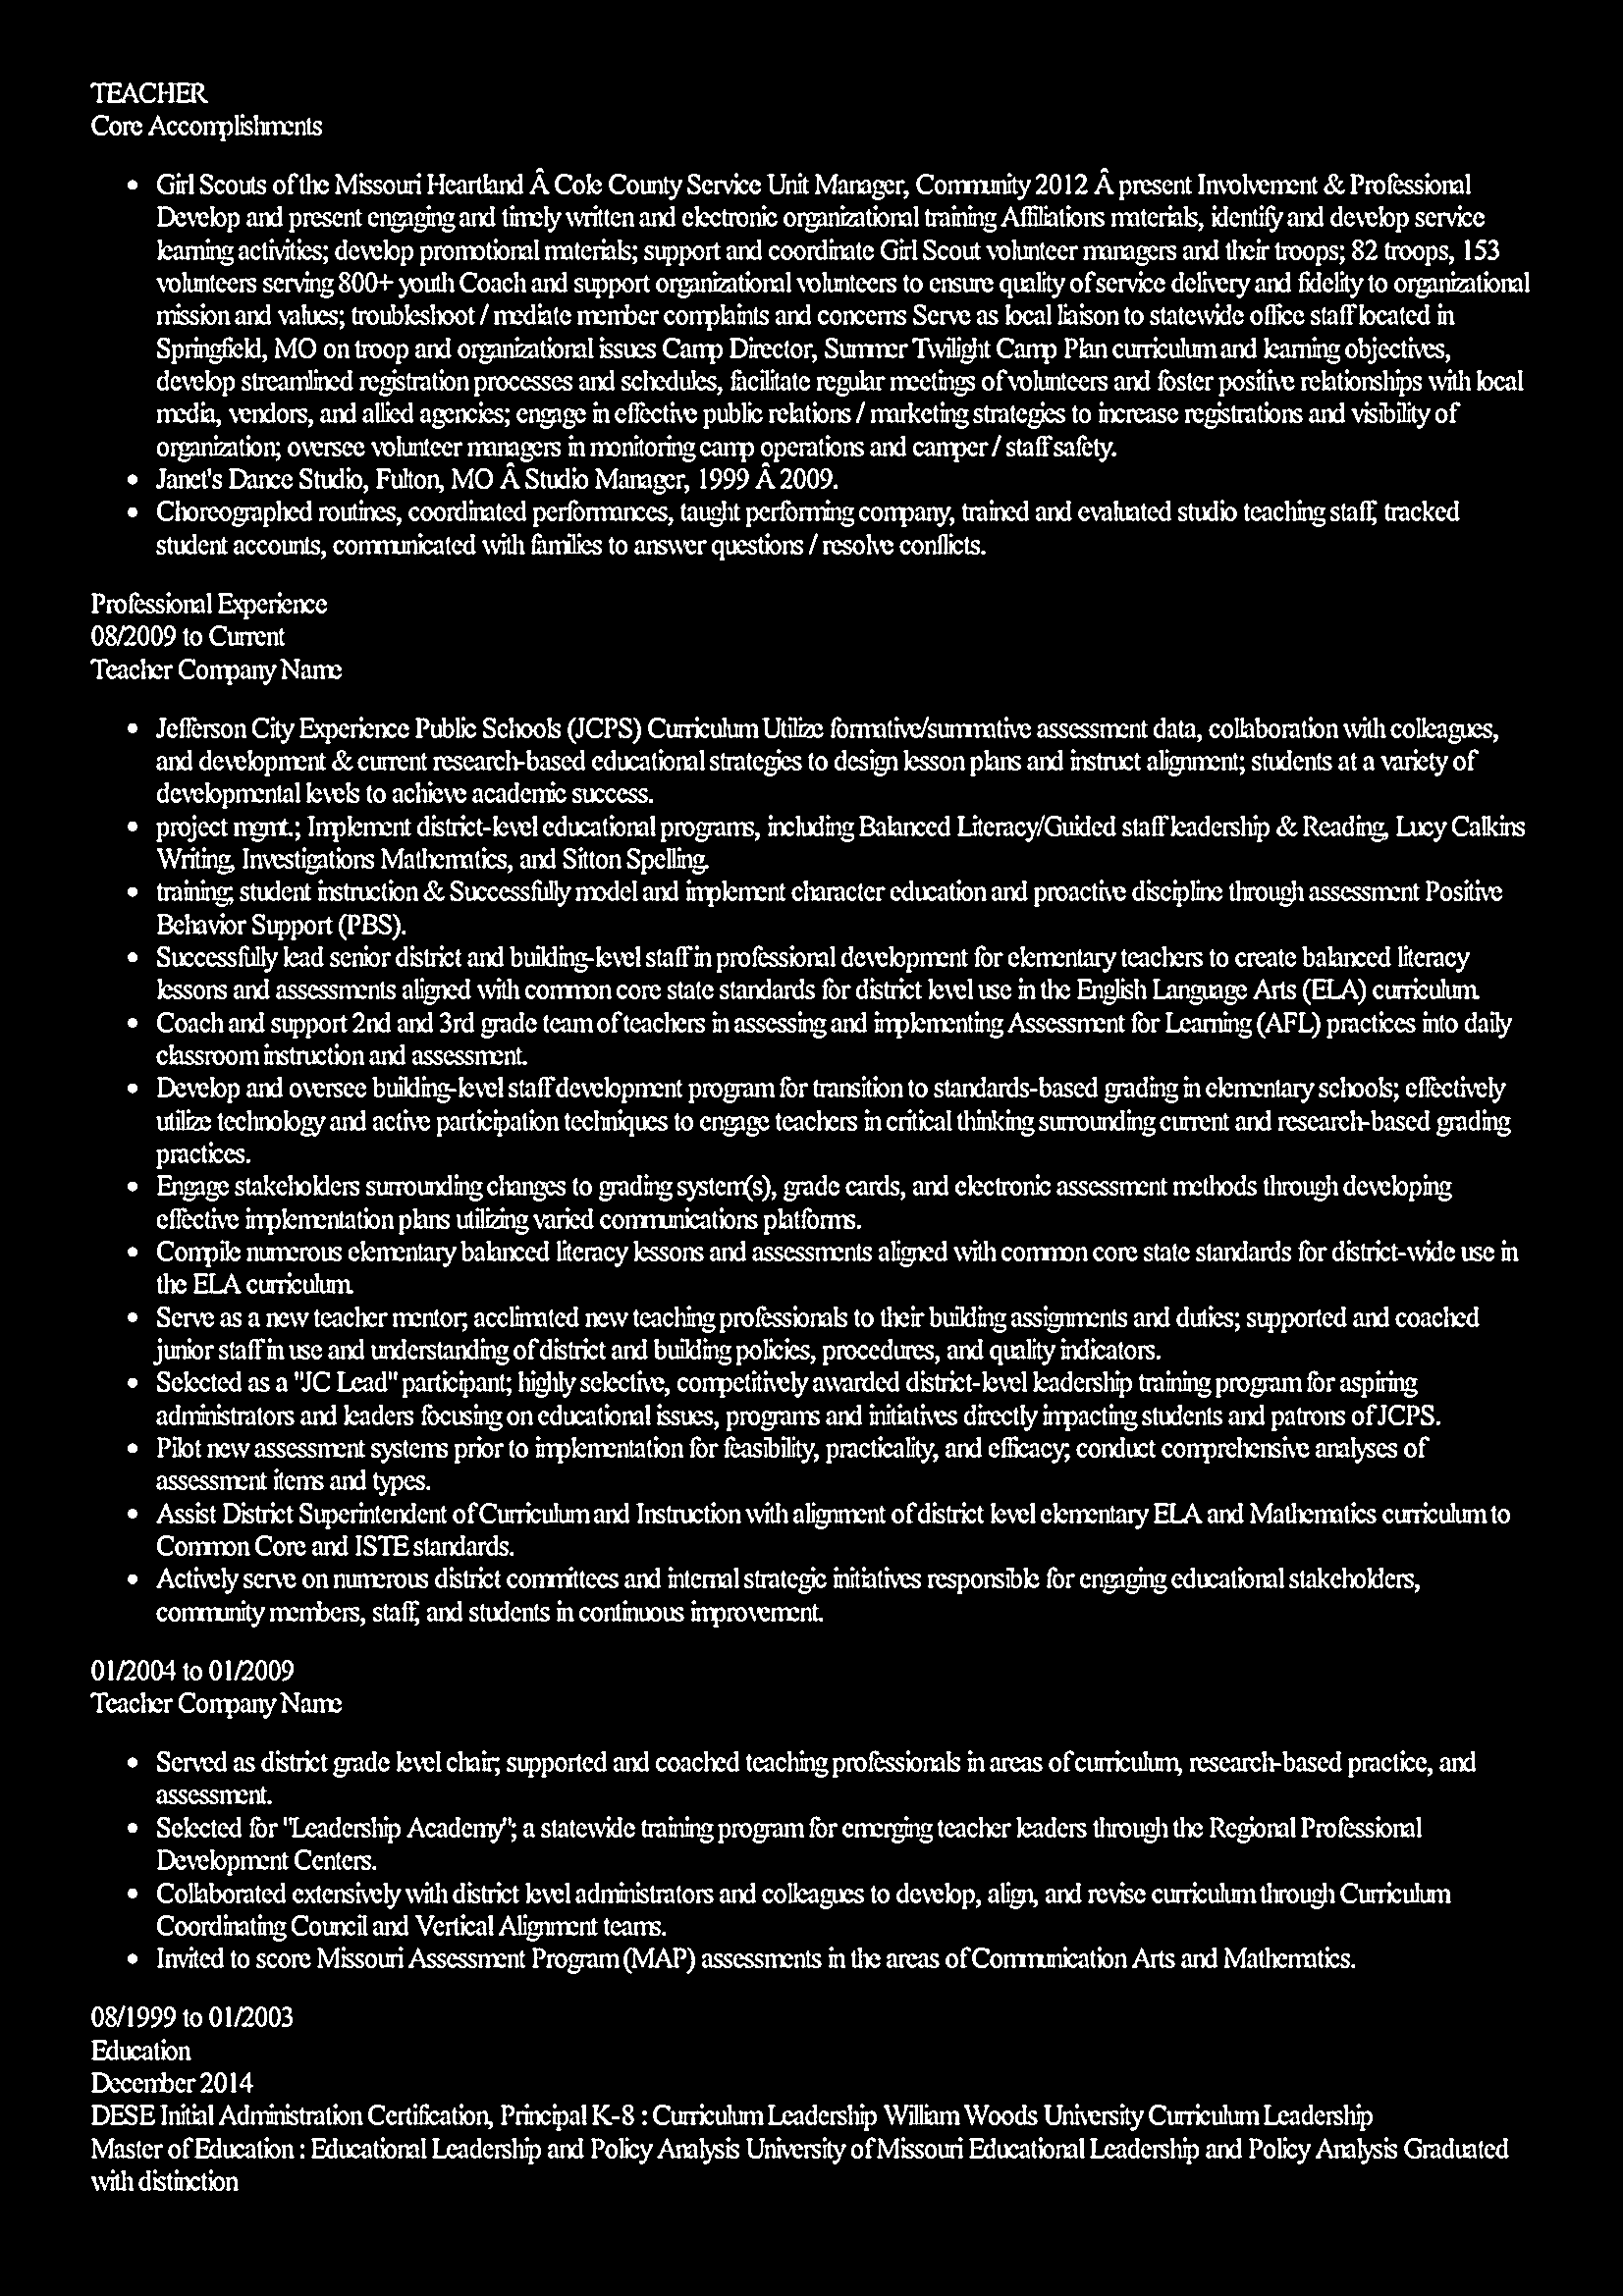 TEACHER
Core Accomplishments
Girl Scouts of the Missouri Heartland Â Cole County Service Unit Manager, Community 2012 Â present Involvement & Professional
Develop and present engaging and timely written and electronic organizational training Affiliations materials, identify and develop service
learning activities; develop promotional materials; support and coordinate Girl Scout volunteer managers and their troops; 82 troops, 153
volunteers serving 800+ youth Coach and support organizational volunteers to ensure quality of service delivery and fidelity to organizational
mission and values; troubleshoot / mediate member complaints and concerns Serve as local liaison to statewide office staff located in
Springfield, MO on troop and organizational issues Camp Director, Summer Twilight Camp Plan curriculum and learning objectives,
develop streamlined registration processes and schedules, facilitate regular meetings of volunteers and foster positive relationships with local
media, vendors, and allied agencies; engage in effective public relations / marketing strategies to increase registrations and visibility of
organization; oversee volunteer managers in monitoring camp operations and camper / staff safety.
Janet's Dance Studio, Fulton, MO Â Studio Manager, 1999 Â 2009.
Choreographed routines, coordinated performances, taught performing company, trained and evaluated studio teaching staff, tracked
student accounts, communicated with families to answer questions / resolve conflicts.
Professional Experience
08/2009 to Current
Teacher Company Name
Jefferson City Experience Public Schools (JCPS) Curriculum Utilize formative/summative assessment data, collaboration with colleagues,
and development & current research-based educational strategies to design lesson plans and instruct alignment; students at a variety of
developmental levels to achieve academic success.
project mgmt.; Implement district-level educational programs, including Balanced Literacy/Guided staff leadership & Reading, Lucy Calkins
Writing, Investigations Mathematics, and Sitton Spelling.
training; student instruction & Successfully model and implement character education and proactive discipline through assessment Positive
Behavior Support (PBS).
Successfully lead senior district and building-level staff in professional development for elementary teachers to create balanced literacy
lessons and assessments aligned with common core state standards for district level use in the English Language Arts (ELA) curriculum.
Coach and support 2nd and 3rd grade team of teachers in assessing and implementing Assessment for Learning (AFL) practices into daily
classroom instruction and assessment.
Develop and oversee building-level staff development program for transition to standards-based grading in elementary schools; effectively
utilize technology and active participation techniques to engage teachers in critical thinking surrounding current and research-based grading
practices.
Engage stakeholders surrounding changes to grading system(s), grade cards, and electronic assessment methods through developing
effective implementation plans utilizing varied communications platforms.
Compile numerous elementary balanced literacy lessons and assessments aligned with common core state standards for district-wide use in
the ELA curriculum.
Serve as a new teacher mentor; acclimated new teaching professionals to their building assignments and duties; supported and coached
junior staff in use and understanding of district and building policies, procedures, and quality indicators.
Selected as a "JC Lead" participant; highly selective, competitively awarded district-level leadership training program for aspiring
administrators and leaders focusing on educational issues, programs and initiatives directly impacting students and patrons of JCPS.
Pilot new assessment systems prior to implementation for feasibility, practicality, and efficacy; conduct comprehensive analyses of
assessment items and types.
Assist District Superintendent of Curriculum and Instruction with alignment of district level elementary ELA and Mathematics curriculum to
Common Core and ISTE standards.
Actively serve on numerous district committees and internal strategic initiatives responsible for engaging educational stakeholders,
community members, staff, and students in continuous improvement.
01/2004 to 01/2009
Teacher Company Name
Served as district grade level chair; supported and coached teaching professionals in areas of curriculum, research-based practice, and
assessment.
Selected for "Leadership Academy"; a statewide training program for emerging teacher leaders through the Regional Professional
Development Centers.
Collaborated extensively with district level administrators and colleagues to develop, align, and revise curriculum through Curriculum
Coordinating Council and Vertical Alignment teams.
Invited to score Missouri Assessment Program (MAP) assessments in the areas of Communication Arts and Mathematics.
08/1999 to 01/2003
Education
December 2014
DESE Initial Administration Certification, Principal K-8 : Curriculum Leadership William Woods University Curriculum Leadership
Master of Education : Educational Leadership and Policy Analysis University of Missouri Educational Leadership and Policy Analysis Graduated
with distinction